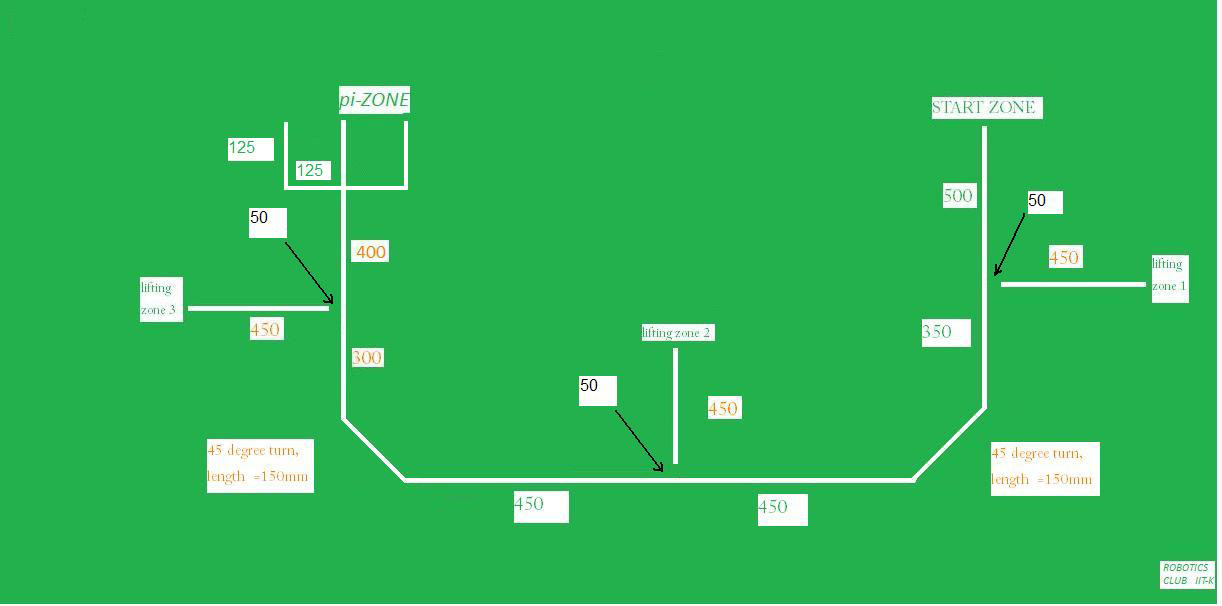 pi-ZONE
START ZONE
125
125
500
50
50
400
450
lifting
zone 1
lifting
zone 3
450
lifting zone 2
350
300
50
450
45 degree turn,
length =150mm
45 degree turn,
length =150mm
450
450
ROBOTICS
CLUB IIT-K